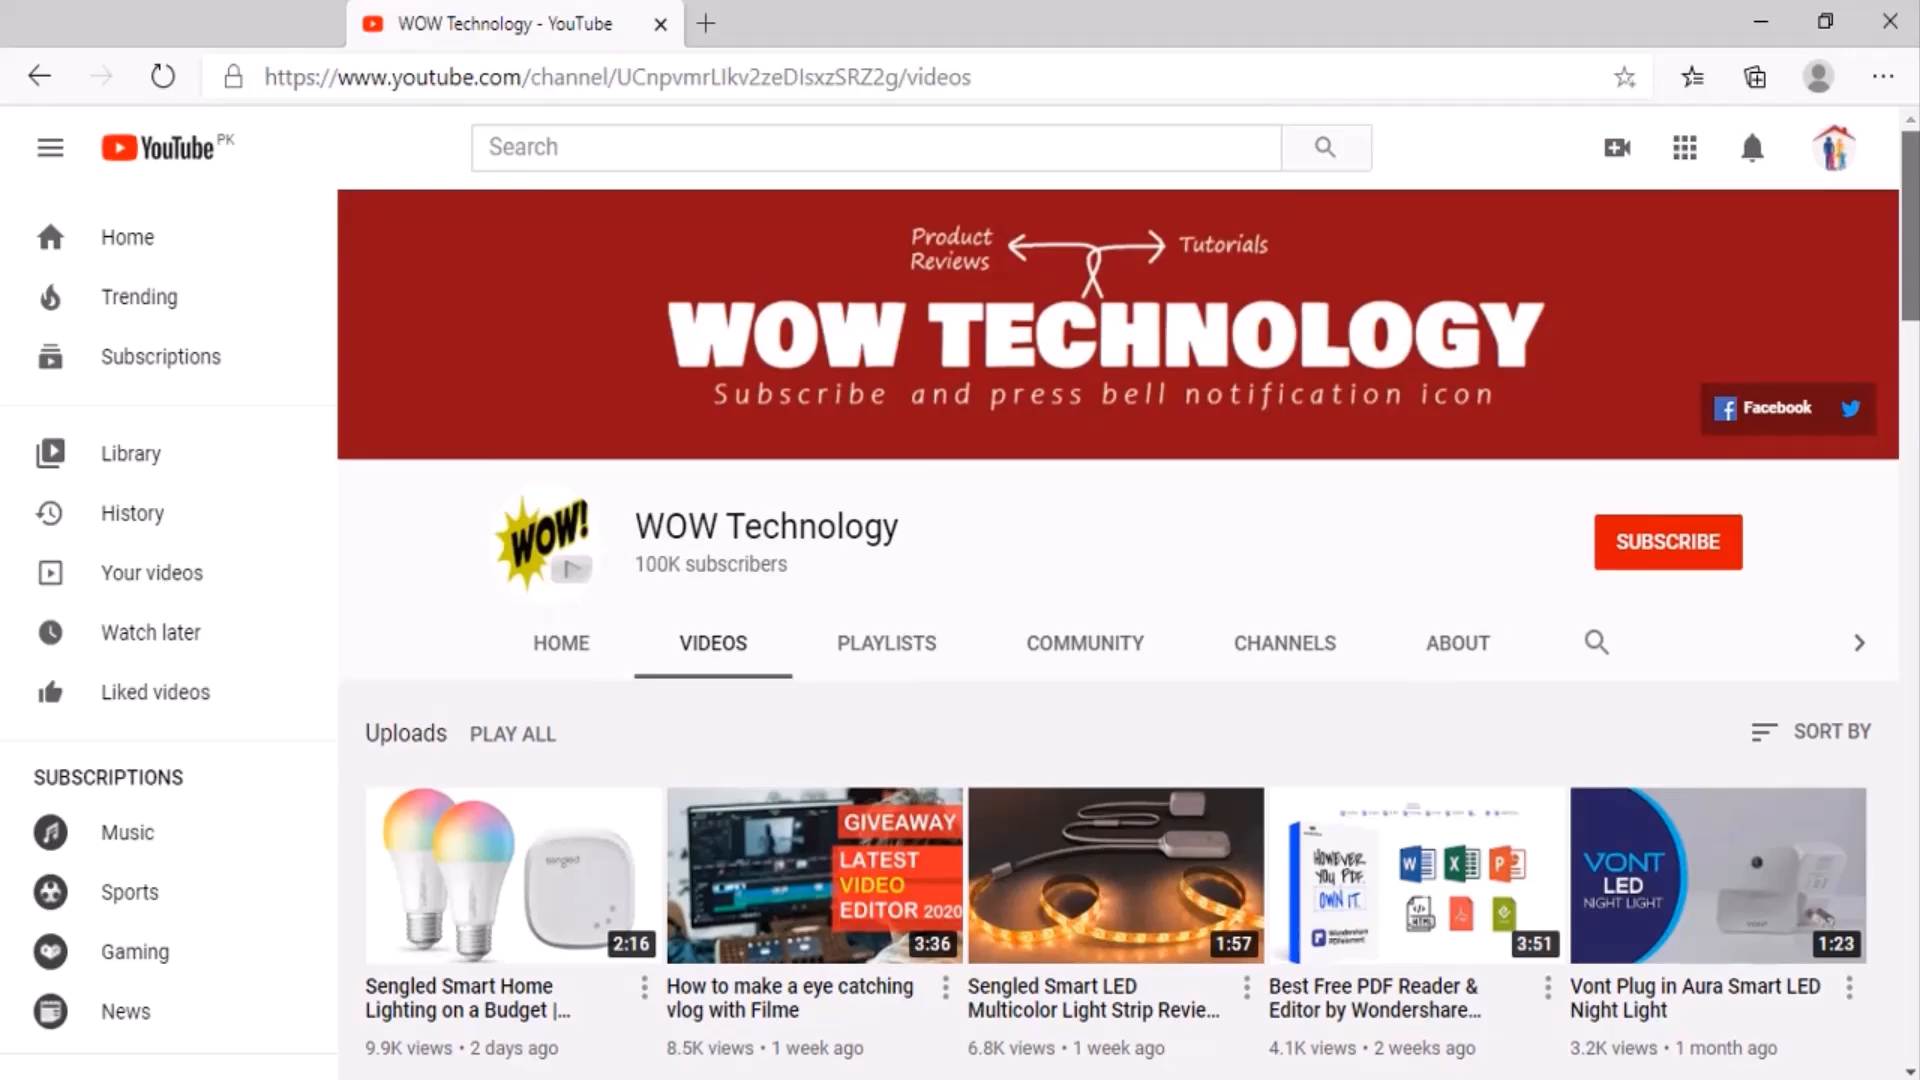 WOW Technology - YouTube
https://www.youtube.com/channel/UCnpvmrLIkv2zeDIsxzSRZ2g/videos
YouTube PK
Search
Home
Trending
Subscriptions
Library
History
Your videos
Watch later
Liked videos
SUBSCRIPTIONS
Music
Sports
Gaming
News
Product
Reviews
Tutorials
WOW TECHNOLOGY
Subscribe and press bell notification icon
Facebook
WOW!
WOW Technology
100K subscribers
SUBSCRIBE
HOME
VIDEOS
PLAYLISTS
COMMUNITY
CHANNELS
ABOUT
Uploads
PLAY ALL
SORT BY
sengled
2:16
Sengled Smart Home
Lighting on a Budget |...
9.9K views • 2 days ago
GIVEAWAY
LATEST
VIDEO
EDITOR 2020
3:36
How to make a eye catching
vlog with Filme
8.5K views • 1 week ago
1:57
Sengled Smart LED
Multicolor Light Strip Revie...
6.8K views • 1 week ago
HOWEVER
YOU PDF,
OWN IT.
Wondershare
PDFelement
W
X
P
HTML
3:51
Best Free PDF Reader &
Editor by Wondershare...
4.1K views • 2 weeks ago
VONT
LED
NIGHT LIGHT
1:23
Vont Plug in Aura Smart LED
Night Light
3.2K views • 1 month ago